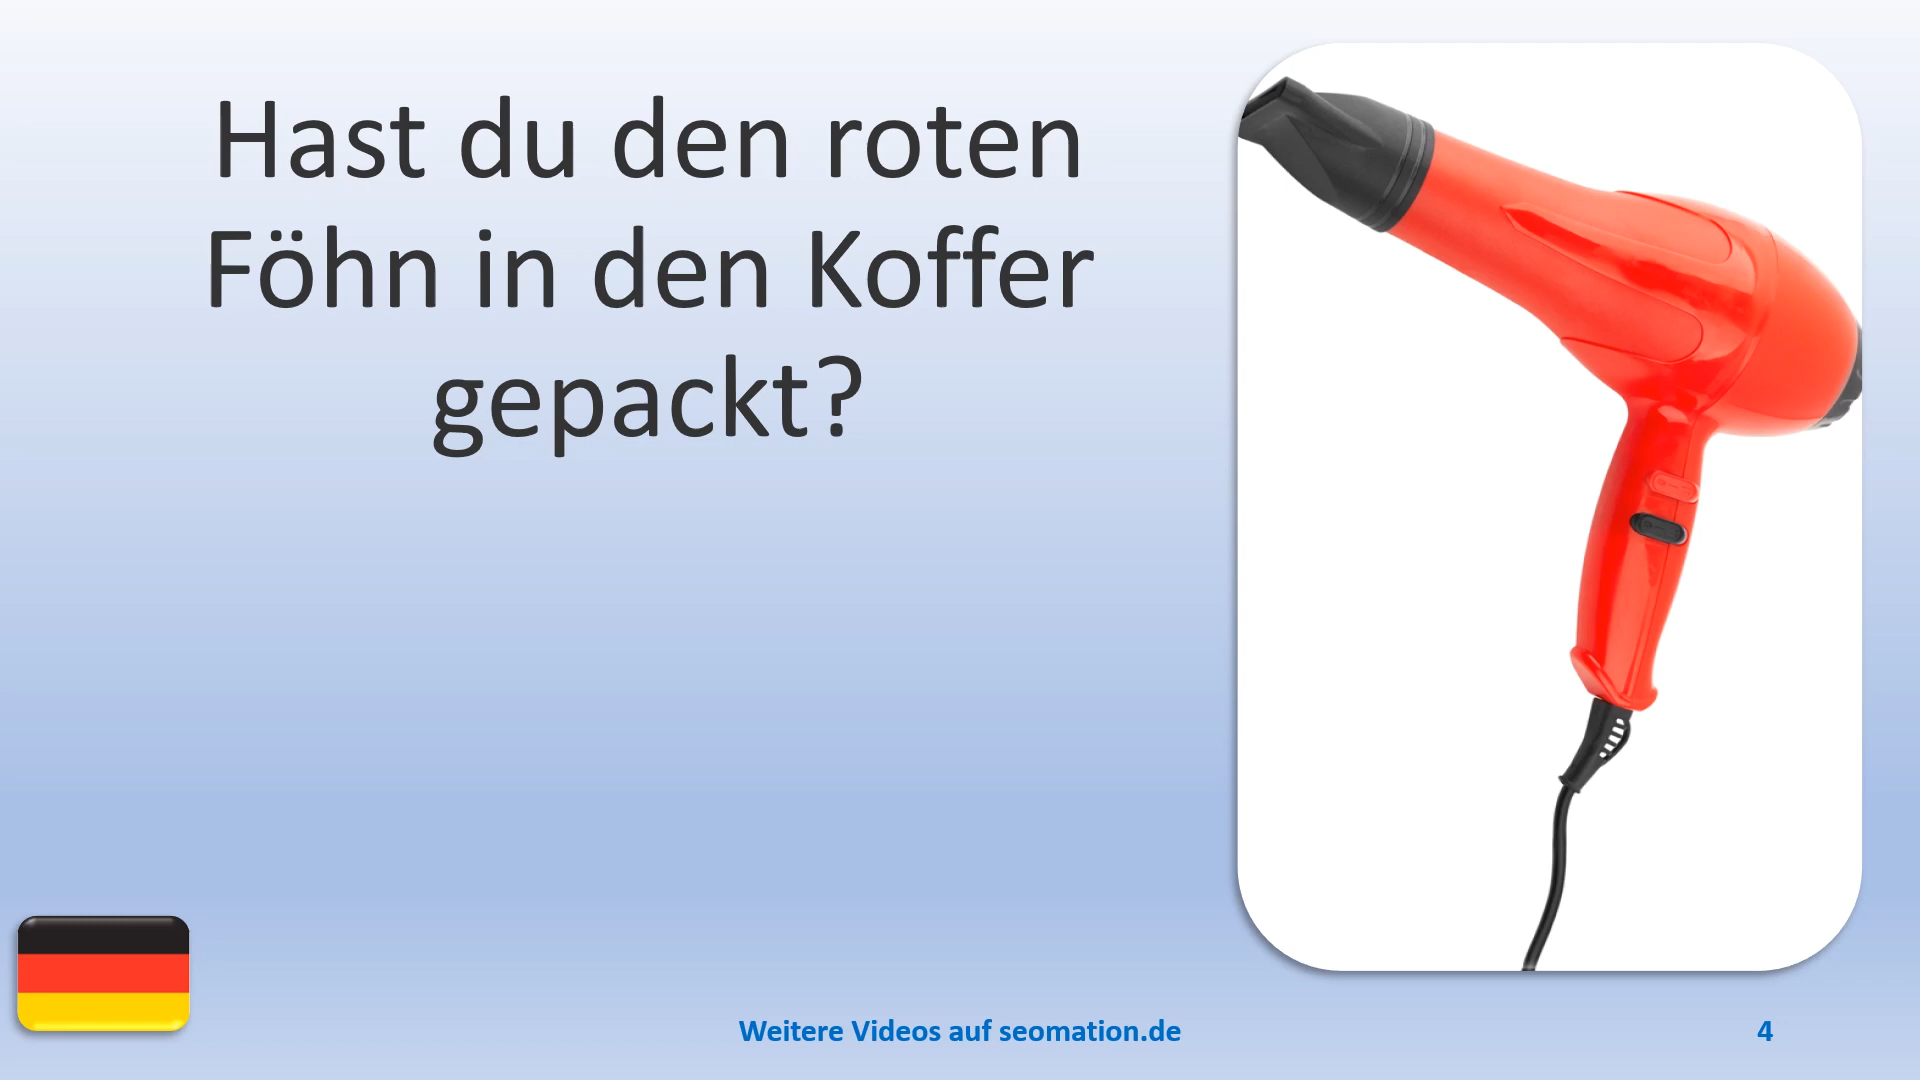 Hast du den roten
Föhn in den Koffer
gepackt?
Weitere Videos auf seomation.de
4